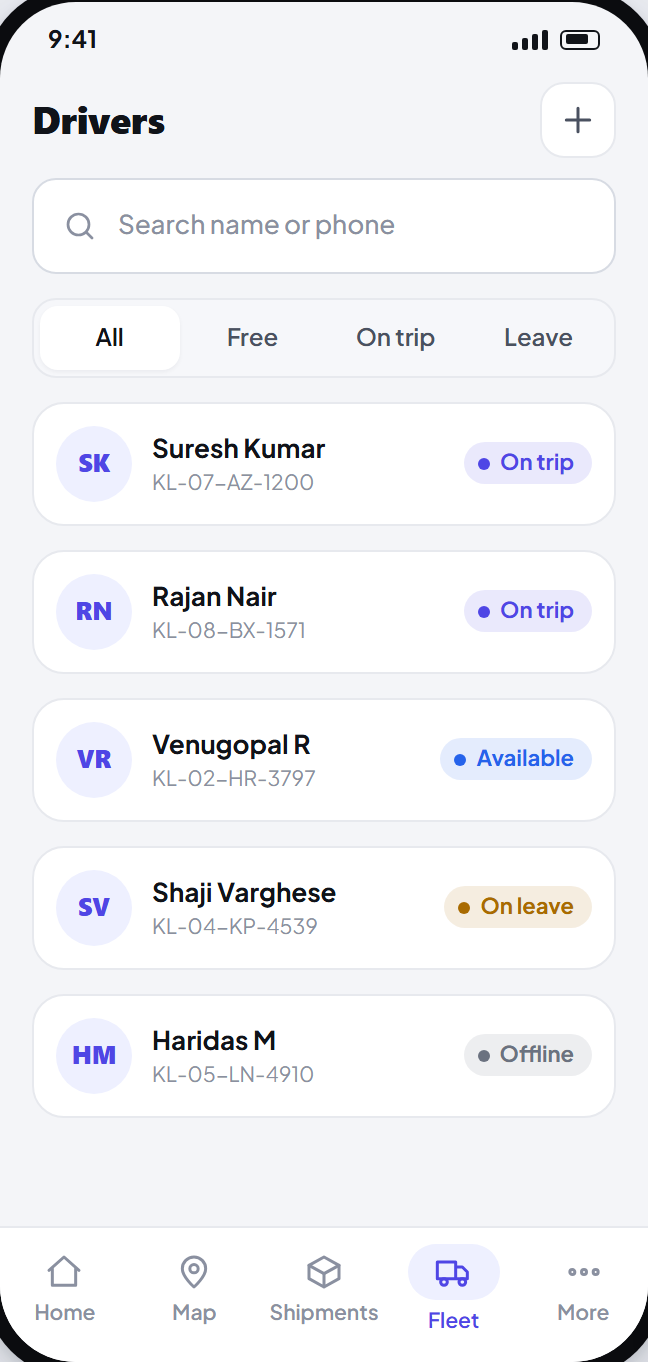 9:41
Drivers
Search name or phone
All Free On trip Leave
SK Suresh Kumar On trip
KL-07-AZ-1200
RN Rajan Nair On trip
KL-08-BX-1571
VR Venugopal R Available
KL-02-HR-3797
SV Shaji Varghese On leave
KL-04-KP-4539
HM Haridas M Offline
KL-05-LN-4910
Home Map Shipments Fleet More